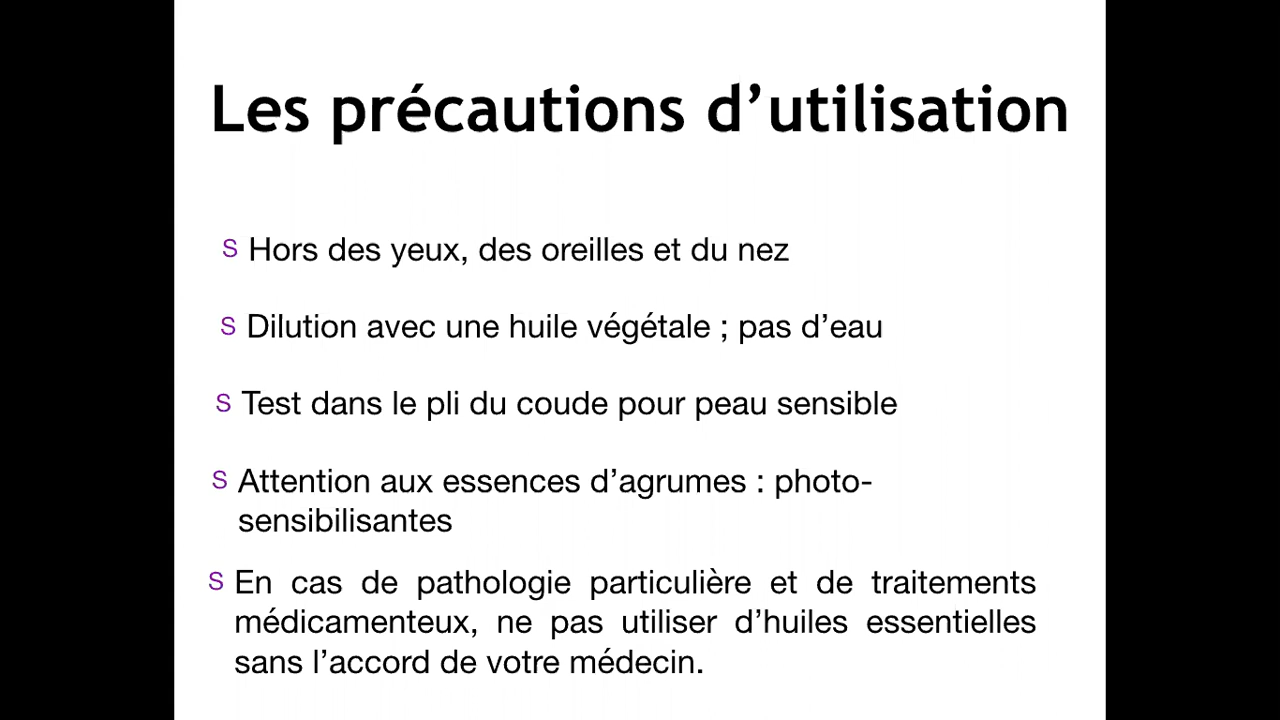 Les précautions d’utilisation
S Hors des yeux, des oreilles et du nez
S Dilution avec une huile végétale ; pas d’eau
S Test dans le pli du coude pour peau sensible
S Attention aux essences d’agrumes : photo-
sensibilisantes
S En cas de pathologie particulière et de traitements
médicamenteux, ne pas utiliser d’huiles essentielles
sans l’accord de votre médecin.